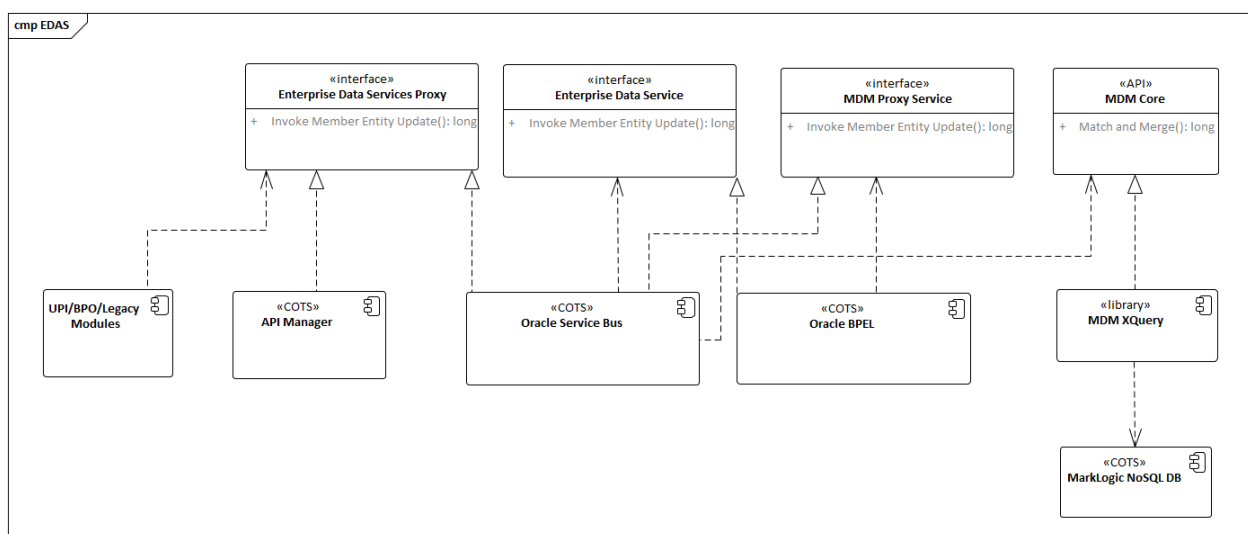 cmp EDAS
«interface»
Enterprise Data Services Proxy
+ Invoke Member Entity Update(): long
«interface»
Enterprise Data Service
+ Invoke Member Entity Update(): long
«interface»
MDM Proxy Service
+ Invoke Member Entity Update(): long
«API»
MDM Core
+ Match and Merge(): long
UPI/BPO/Legacy
Modules
«COTS»
API Manager
«COTS»
Oracle Service Bus
«COTS»
Oracle BPEL
«library»
MDM XQuery
«COTS»
MarkLogic NoSQL DB